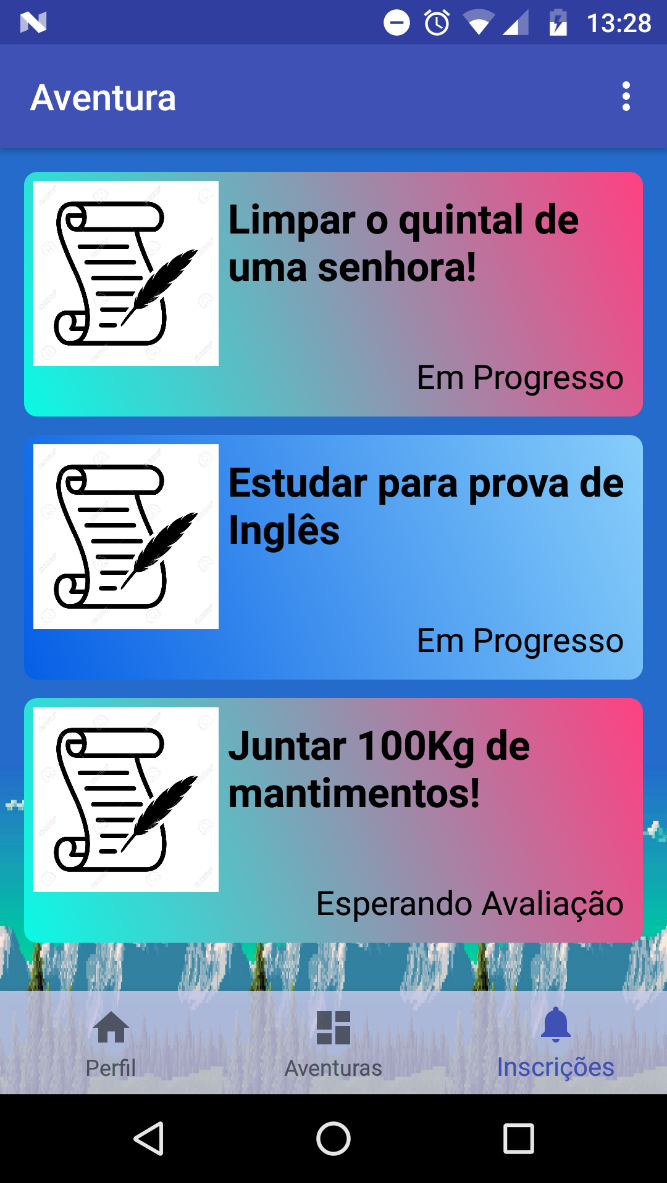 13:28
Aventura
Limpar o quintal de
uma senhora!
Em Progresso
Estudar para prova de
Inglês
Em Progresso
Juntar 100Kg de
mantimentos!
Esperando Avaliação
Perfil
Aventuras
Inscrições